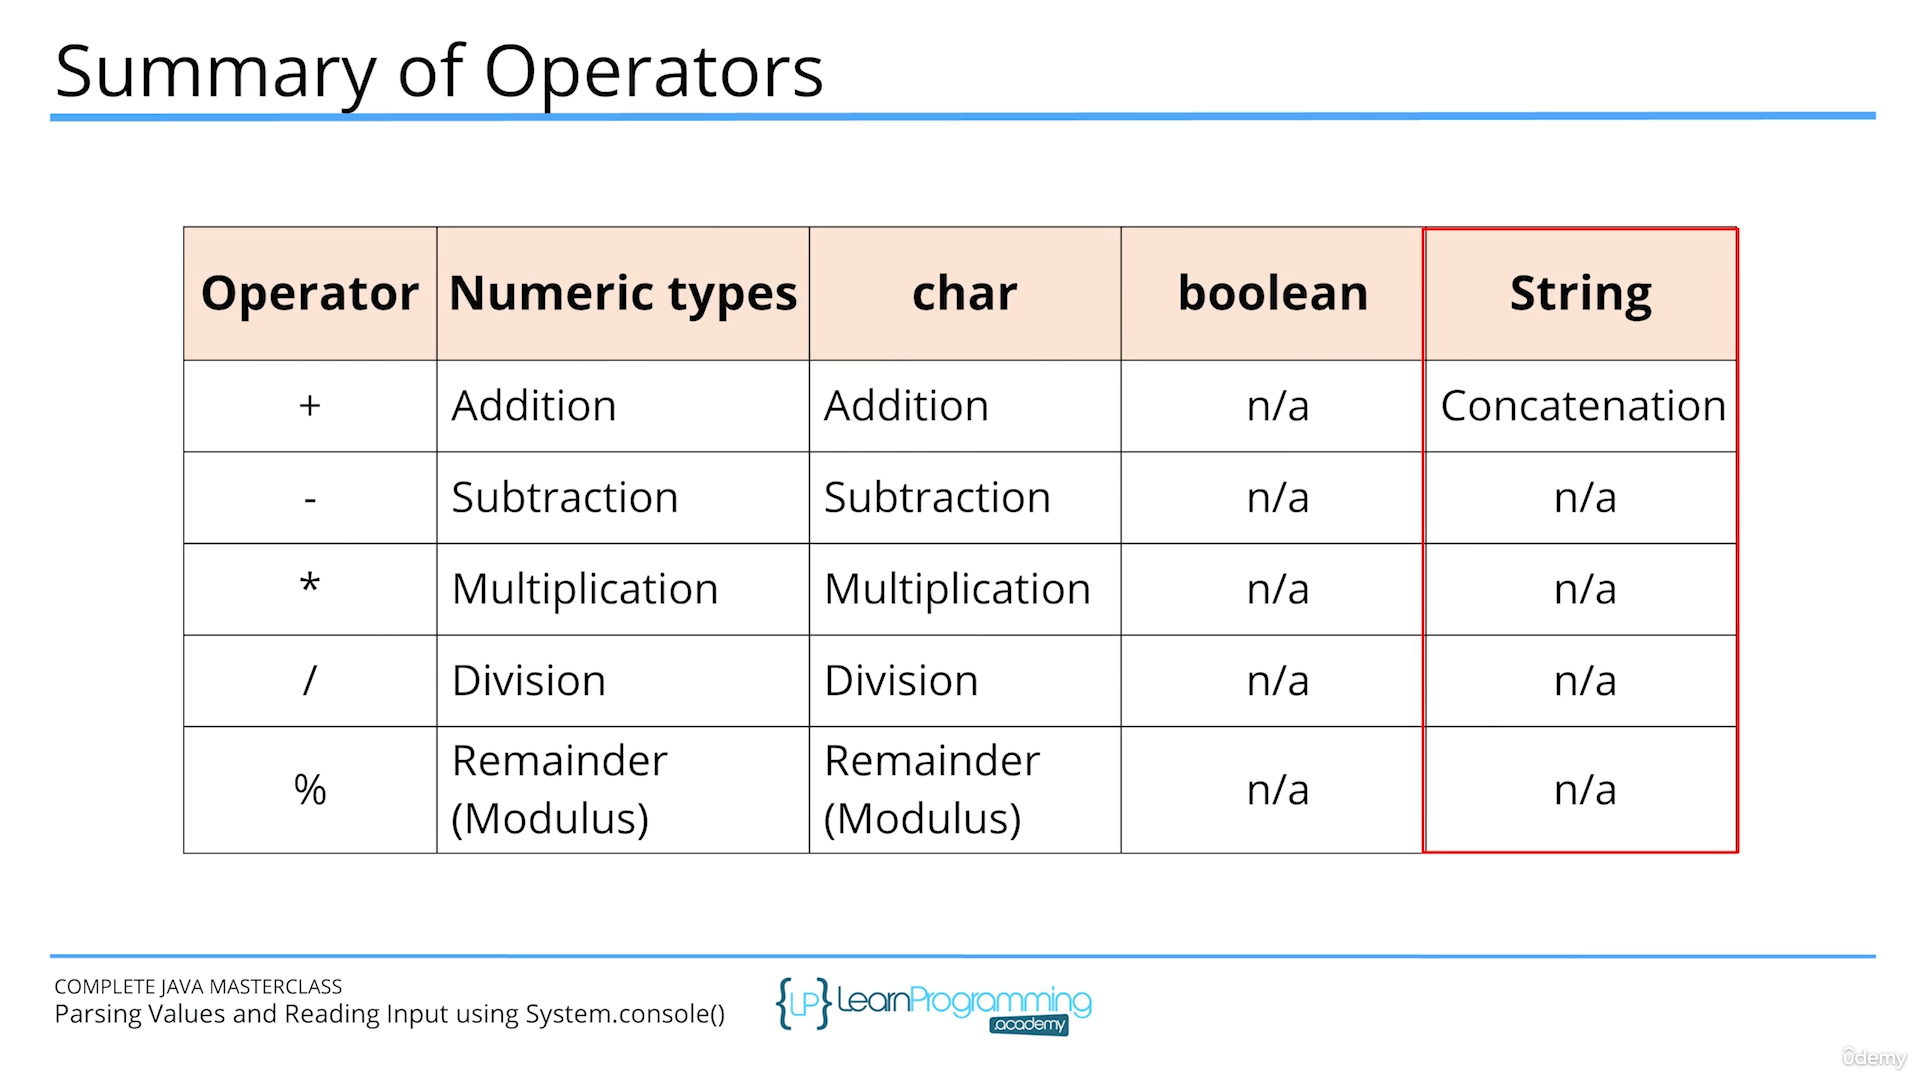 Summary of Operators
Operator Numeric types char boolean String
+ Addition Addition n/a Concatenation
- Subtraction Subtraction n/a n/a
* Multiplication Multiplication n/a n/a
/ Division Division n/a n/a
% Remainder (Modulus) Remainder (Modulus) n/a n/a
COMPLETE JAVA MASTERCLASS
Parsing Values and Reading Input using System.console()
{LP} LearnProgramming
.academy
ûdemy